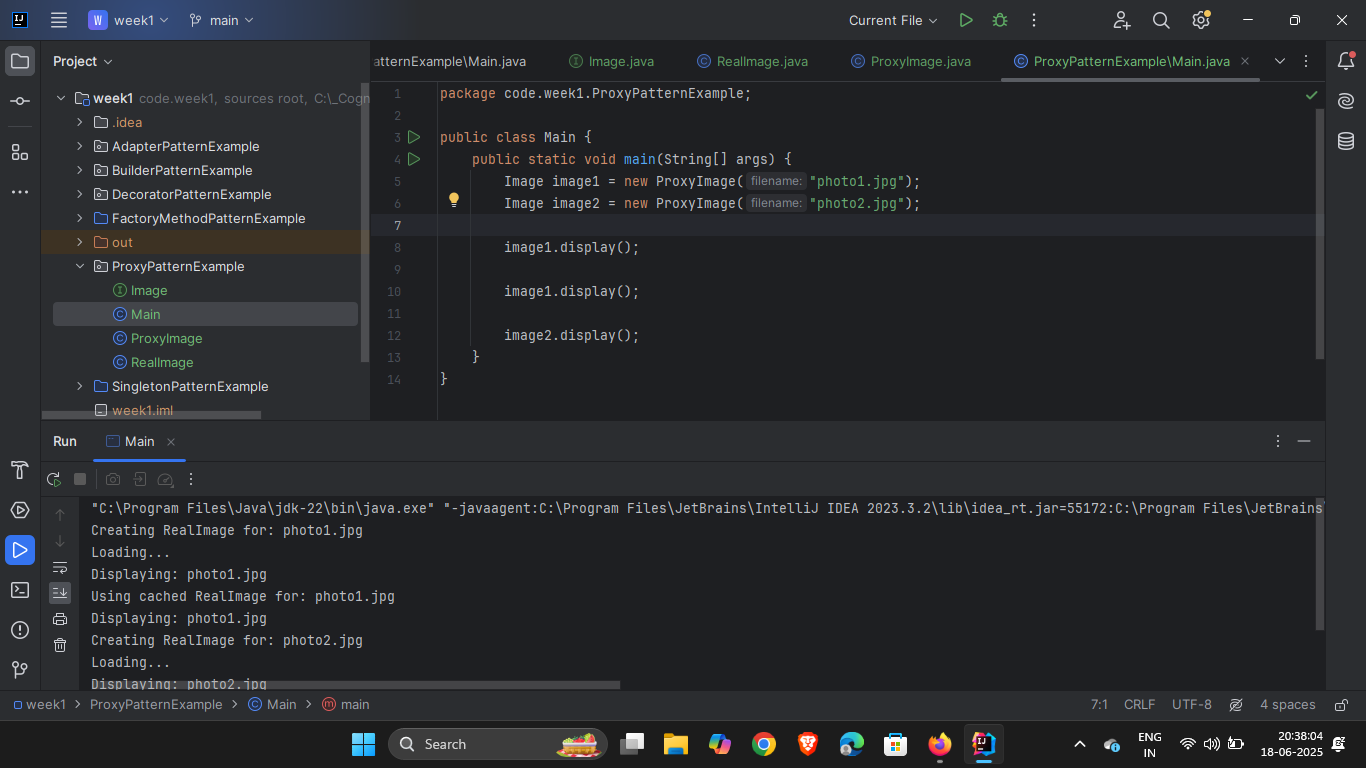 W week1 main Current File
Project
atternExample\Main.java Image.java RealImage.java ProxyImage.java ProxyPatternExample\Main.java
week1 code.week1, sources root, C:\_Cogn
.idea
AdapterPatternExample
BuilderPatternExample
DecoratorPatternExample
FactoryMethodPatternExample
out
ProxyPatternExample
Image
Main
ProxyImage
RealImage
SingletonPatternExample
week1.iml
1 package code.week1.ProxyPatternExample;
2
3 public class Main {
4 public static void main(String[] args) {
5 Image image1 = new ProxyImage( filename: "photo1.jpg");
6 Image image2 = new ProxyImage( filename: "photo2.jpg");
7
8 image1.display();
9
10 image1.display();
11
12 image2.display();
13 }
14 }
Run Main
"C:\Program Files\Java\jdk-22\bin\java.exe" "-javaagent:C:\Program Files\JetBrains\IntelliJ IDEA 2023.3.2\lib\idea_rt.jar=55172:C:\Program Files\JetBrains\
Creating RealImage for: photo1.jpg
Loading...
Displaying: photo1.jpg
Using cached RealImage for: photo1.jpg
Displaying: photo1.jpg
Creating RealImage for: photo2.jpg
Loading...
Displaying: photo2.jpg
week1 > ProxyPatternExample > Main > main 7:1 CRLF UTF-8 4 spaces
Search
ENG
IN
20:38:04
18-06-2025